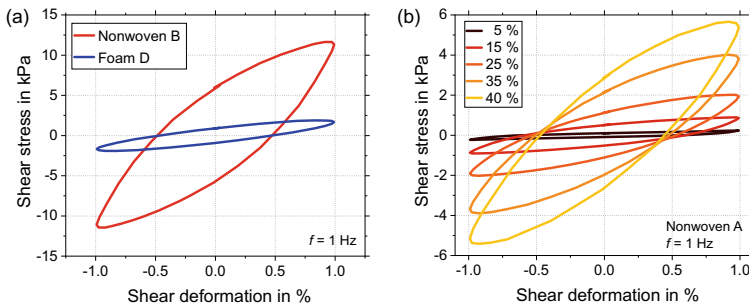 (a)
Shear stress in kPa
15
10
5
0
-5
-10
-15
Nonwoven B
Foam D
f = 1 Hz
-1.0 -0.5 0.0 0.5 1.0
Shear deformation in %
(b)
Shear stress in kPa
6
4
2
0
-2
-4
-6
5 %
15 %
25 %
35 %
40 %
Nonwoven A
f = 1 Hz
-1.0 -0.5 0.0 0.5 1.0
Shear deformation in %